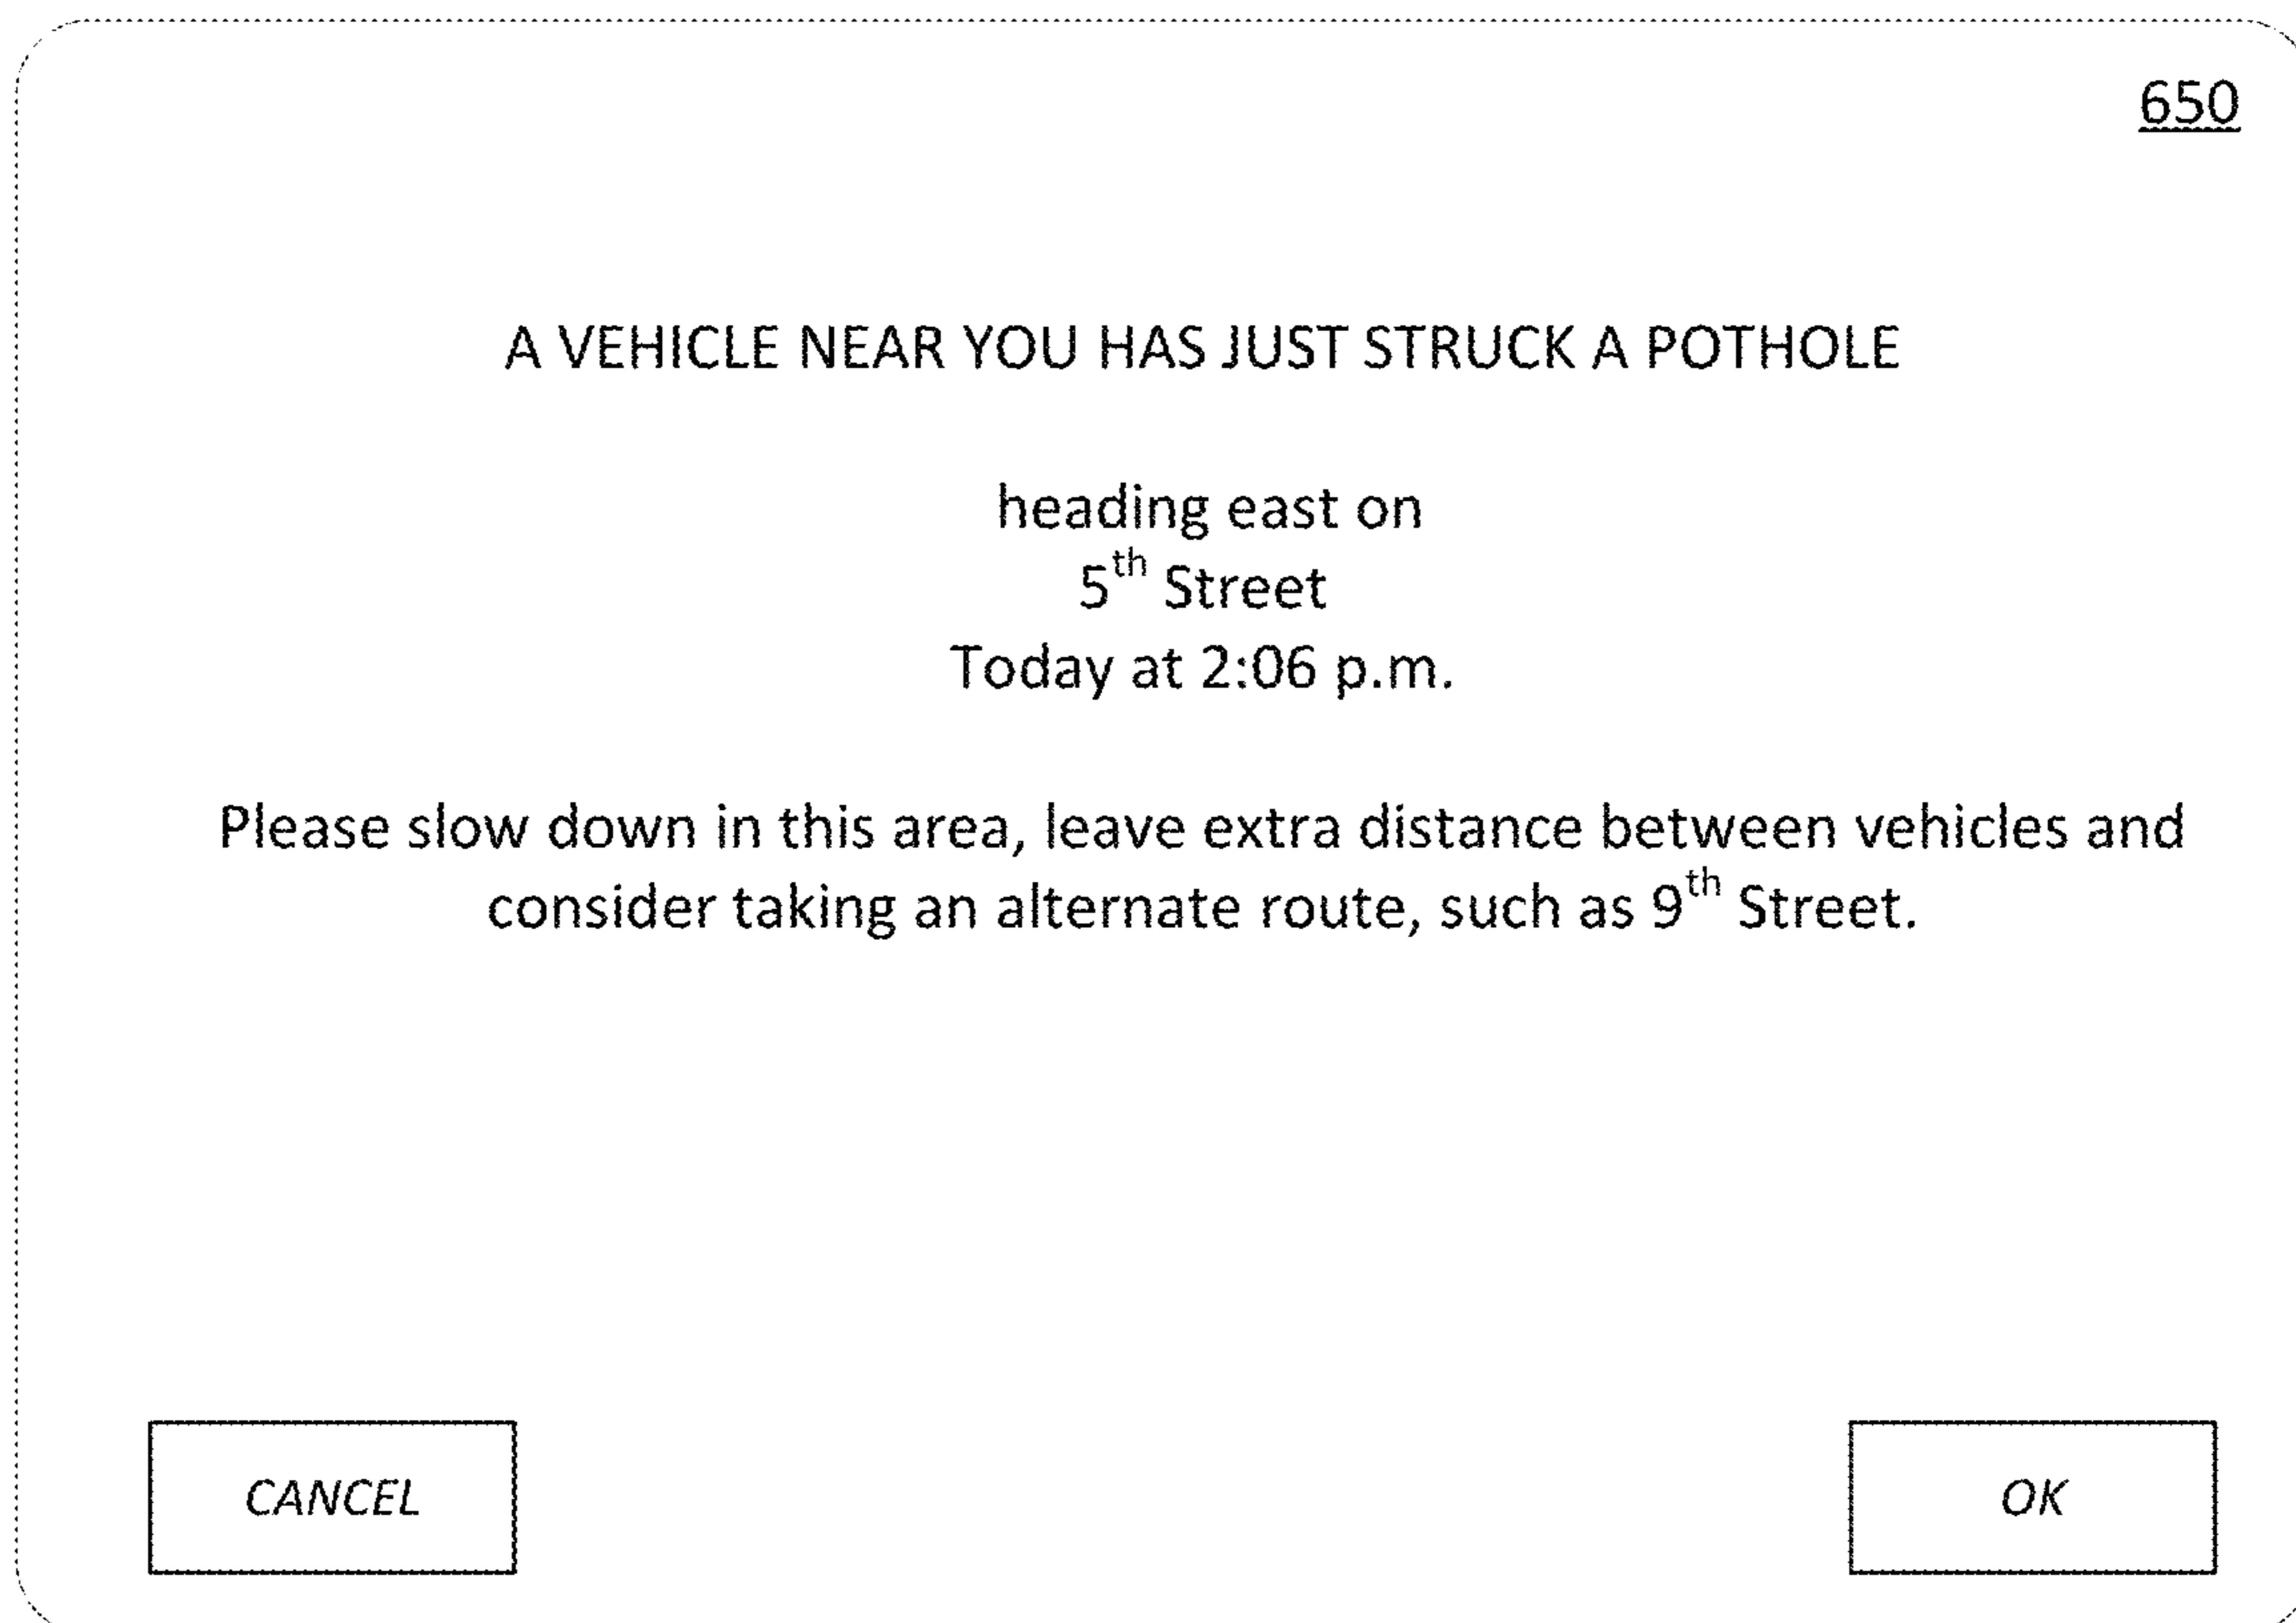 650
A VEHICLE NEAR YOU HAS JUST STRUCK A POTHOLE
heading east on
5th Street
Today at 2:06 p.m.
Please slow down in this area, leave extra distance between vehicles and
consider taking an alternate route, such as 9th Street.
CANCEL
OK